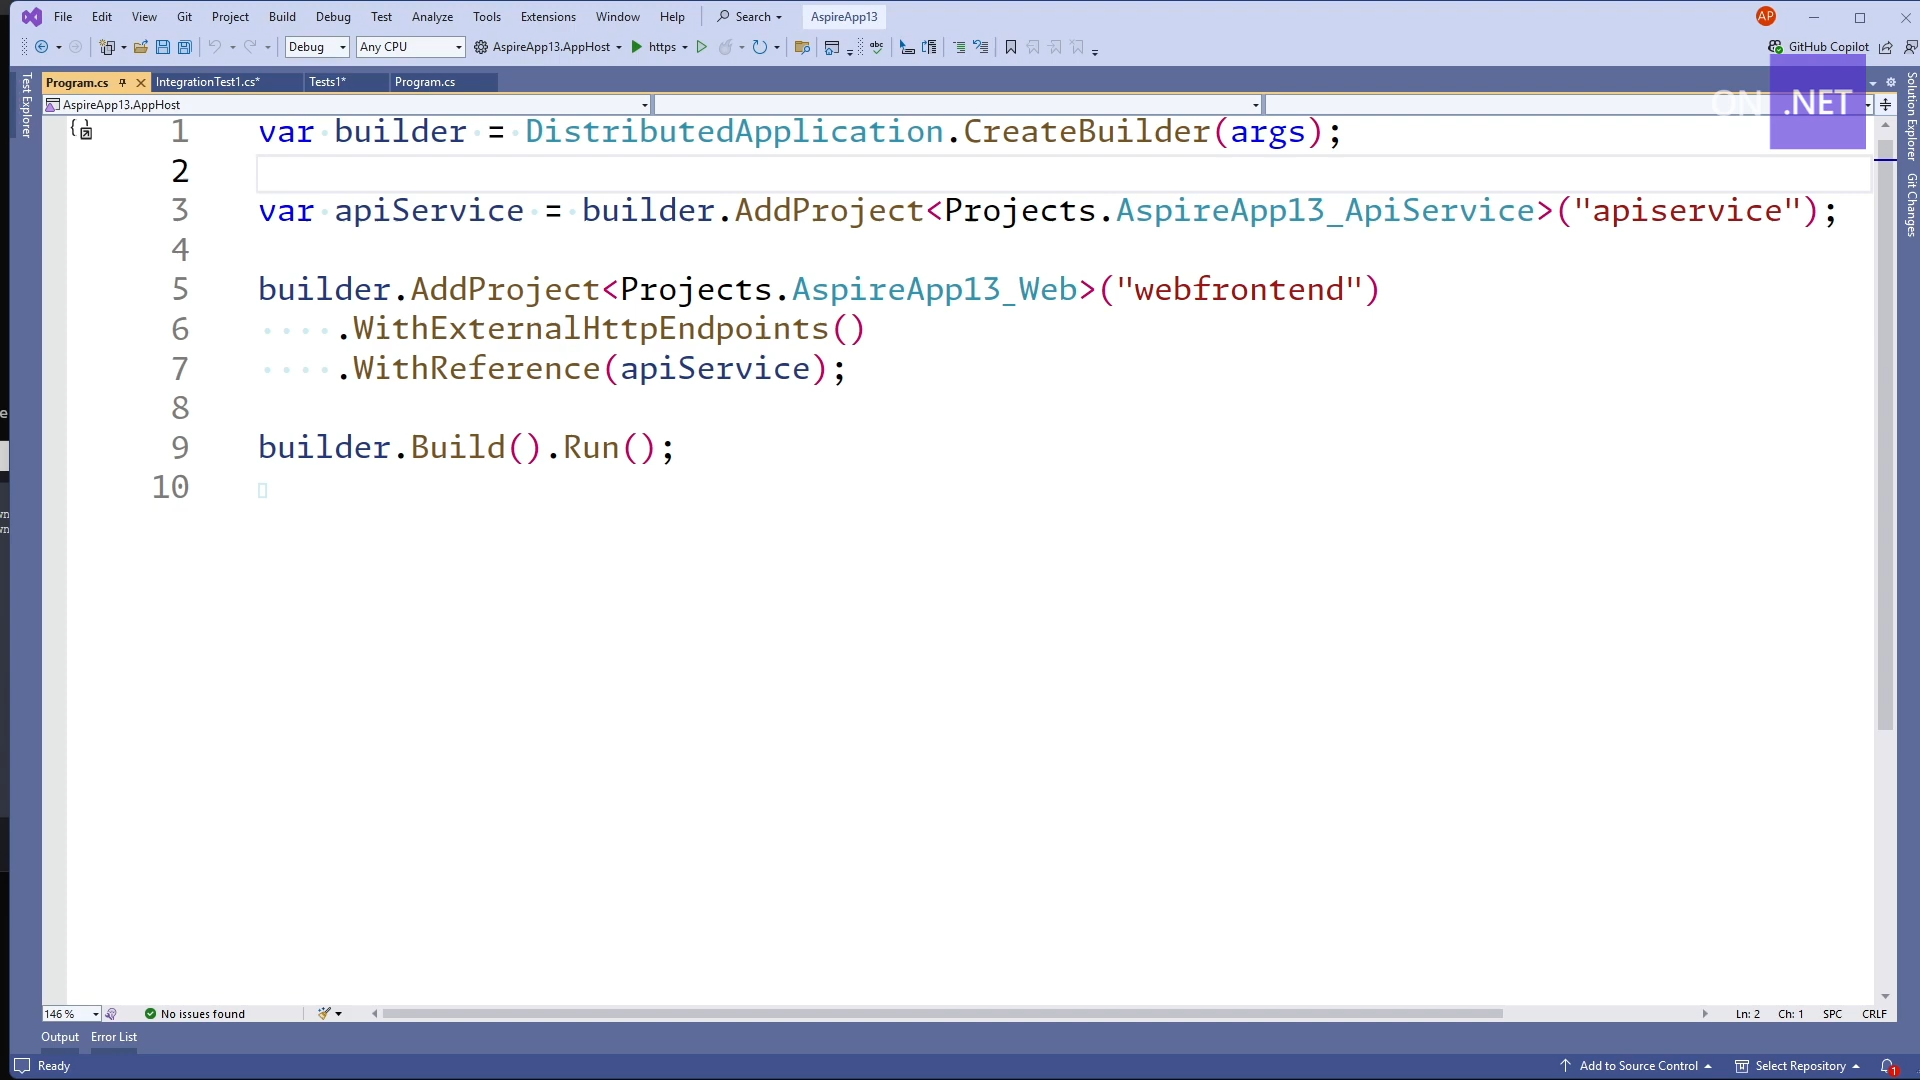 File Edit View Git Project Build Debug Test Analyze Tools Extensions Window Help Search AspireApp13 AP
Debug Any CPU AspireApp13.AppHost https GitHub Copilot
Program.cs IntegrationTest1.cs* Tests1* Program.cs
AspireApp13.AppHost
ON .NET
Test Explorer
Solution Explorer
Git Changes
1 var builder = DistributedApplication.CreateBuilder(args);
2
3 var apiService = builder.AddProject<Projects.AspireApp13_ApiService>("apiservice");
4
5 builder.AddProject<Projects.AspireApp13_Web>("webfrontend")
6 .WithExternalHttpEndpoints()
7 .WithReference(apiService);
8
9 builder.Build().Run();
10
146 % No issues found Ln: 2 Ch: 1 SPC CRLF
Output Error List
Ready Add to Source Control Select Repository 1